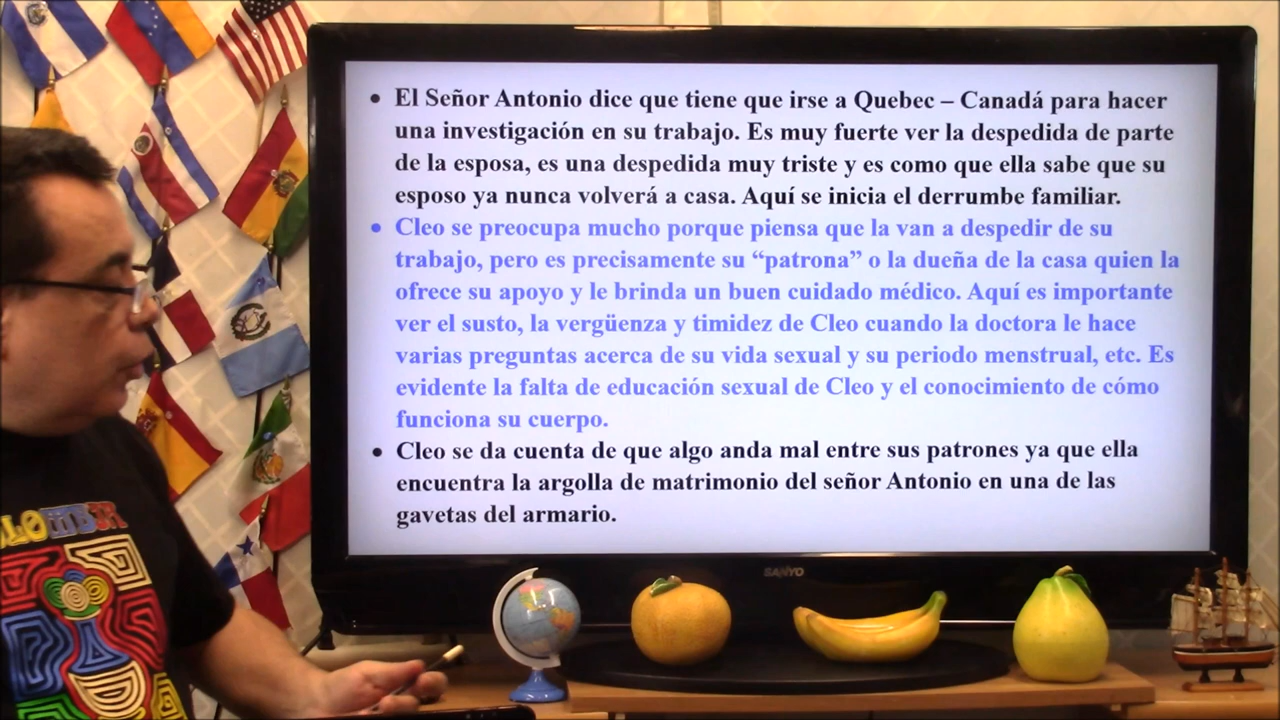 • El Señor Antonio dice que tiene que irse a Quebec – Canadá para hacer
una investigación en su trabajo. Es muy fuerte ver la despedida de parte
de la esposa, es una despedida muy triste y es como que ella sabe que su
esposo ya nunca volverá a casa. Aquí se inicia el derrumbe familiar.
• Cleo se preocupa mucho porque piensa que la van a despedir de su
trabajo, pero es precisamente su “patrona” o la dueña de la casa quien la
ofrece su apoyo y le brinda un buen cuidado médico. Aquí es importante
ver el susto, la vergüenza y timidez de Cleo cuando la doctora le hace
varias preguntas acerca de su vida sexual y su periodo menstrual, etc. Es
evidente la falta de educación sexual de Cleo y el conocimiento de cómo
funciona su cuerpo.
• Cleo se da cuenta de que algo anda mal entre sus patrones ya que ella
encuentra la argolla de matrimonio del señor Antonio en una de las
gavetas del armario.
SANYO